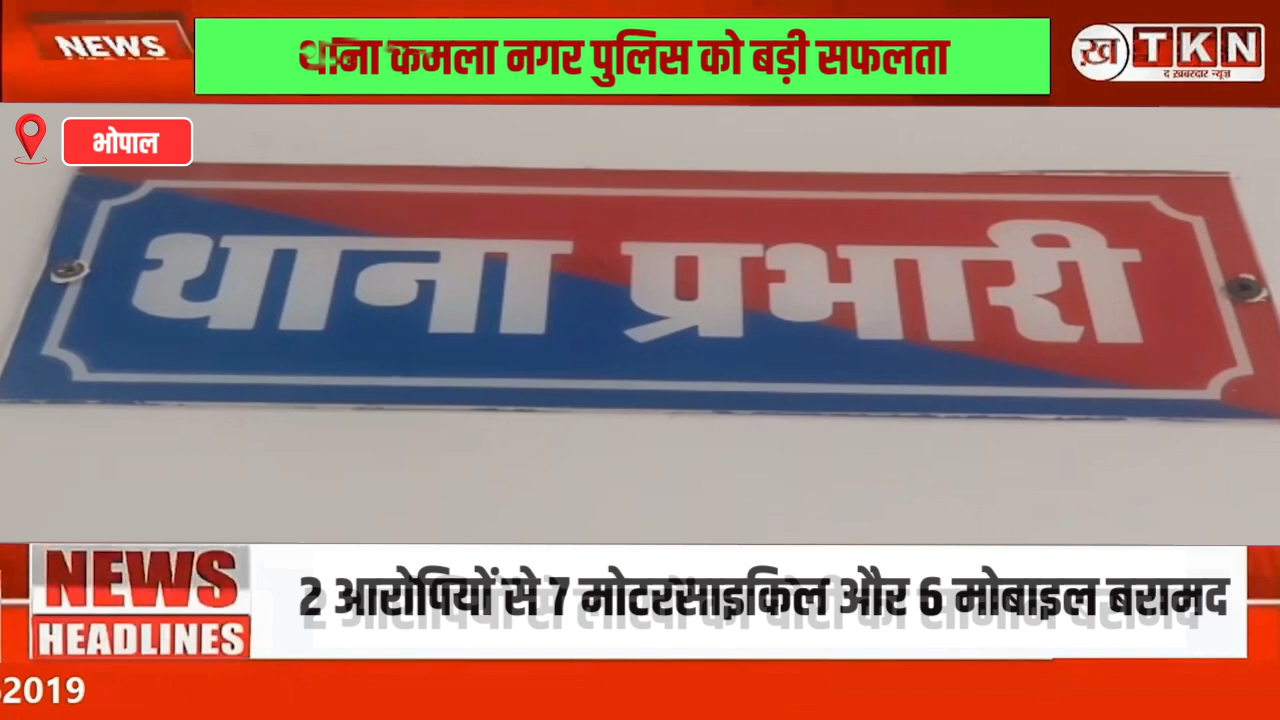 NEWS
थाना कमला नगर पुलिस को बड़ी सफलता
ख़ TKN
द ख़बरदार न्यूज़
भोपाल
थाना प्रभारी
NEWS
HEADLINES
2 आरोपियों से 7 मोटरसाइकिल और 6 मोबाइल बरामद
2019